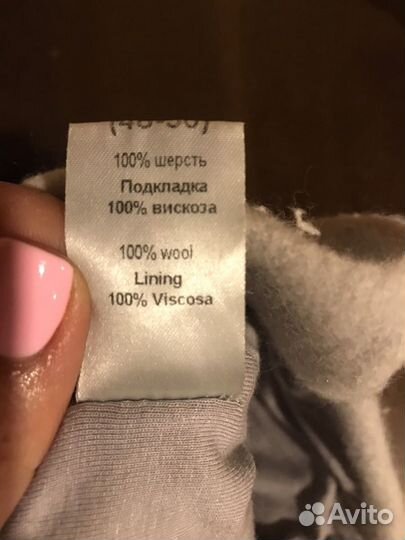 100% шерсть
Подкладка
100% вискоза
100% wool
Lining
100% Viscosa
Avito